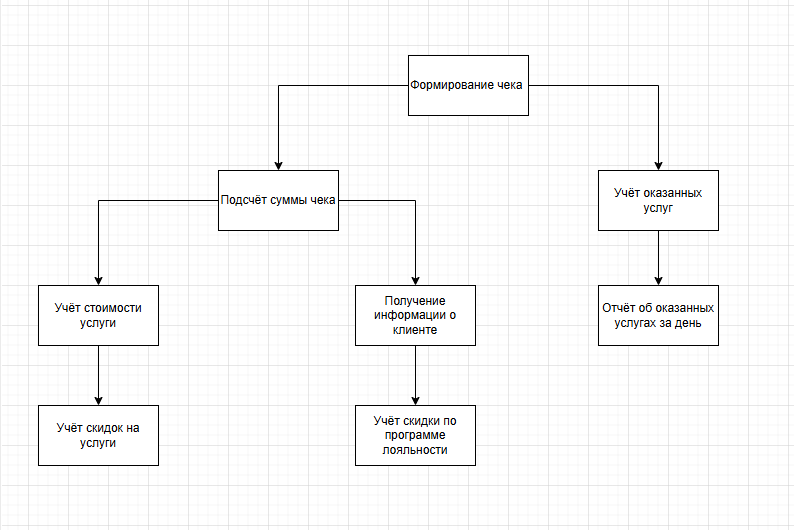 Формирование чека
Подсчёт суммы чека
Учёт оказанных
услуг
Учёт стоимости
услуги
Получение
информации о
клиенте
Отчёт об оказанных
услугах за день
Учёт скидок на
услуги
Учёт скидки по
программе
лояльности